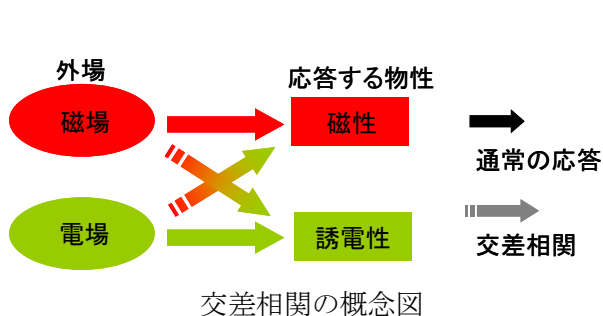 外場
応答する物性
磁場
磁性
通常の応答
電場
誘電性
交差相関
交差相関の概念図